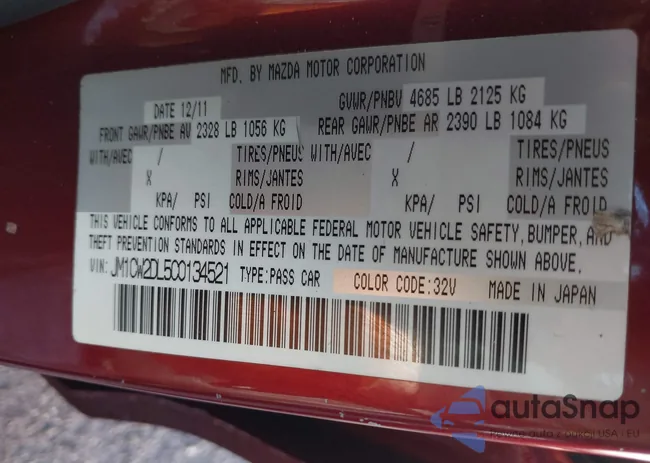 MFD. BY MAZDA MOTOR CORPORATION
DATE 12/11 GVWR/PNBV 4685 LB 2125 KG
FRONT GAWR/PNBE AV 2328 LB 1056 KG REAR GAWR/PNBE AR 2390 LB 1084 KG
WITH/AVEC / TIRES/PNEUS WITH/AVEC / TIRES/PNEUS
X RIMS/JANTES X RIMS/JANTES
KPA/ PSI COLD/A FROID KPA/ PSI COLD/A FROID
THIS VEHICLE CONFORMS TO ALL APPLICABLE FEDERAL MOTOR VEHICLE SAFETY, BUMPER, AND
THEFT PREVENTION STANDARDS IN EFFECT ON THE DATE OF MANUFACTURE SHOWN ABOVE.
VIN: JM1CW2DL5C0134521 TYPE:PASS CAR COLOR CODE:32V MADE IN JAPAN
autoSnap